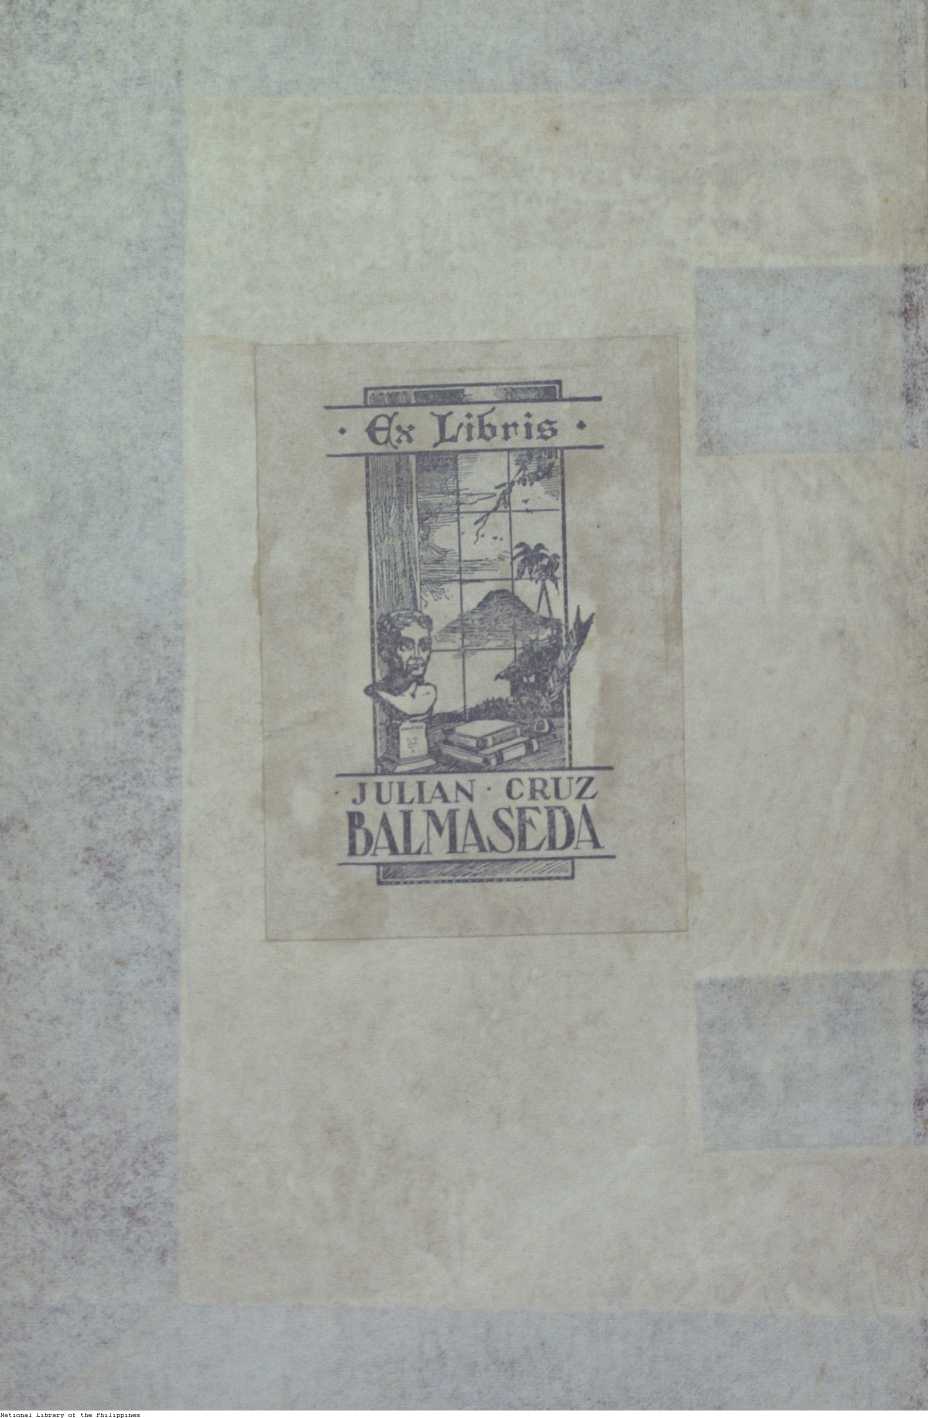 · Ex Libris ·
· JULIAN · CRUZ
BALMASEDA
National Library of the Philippines